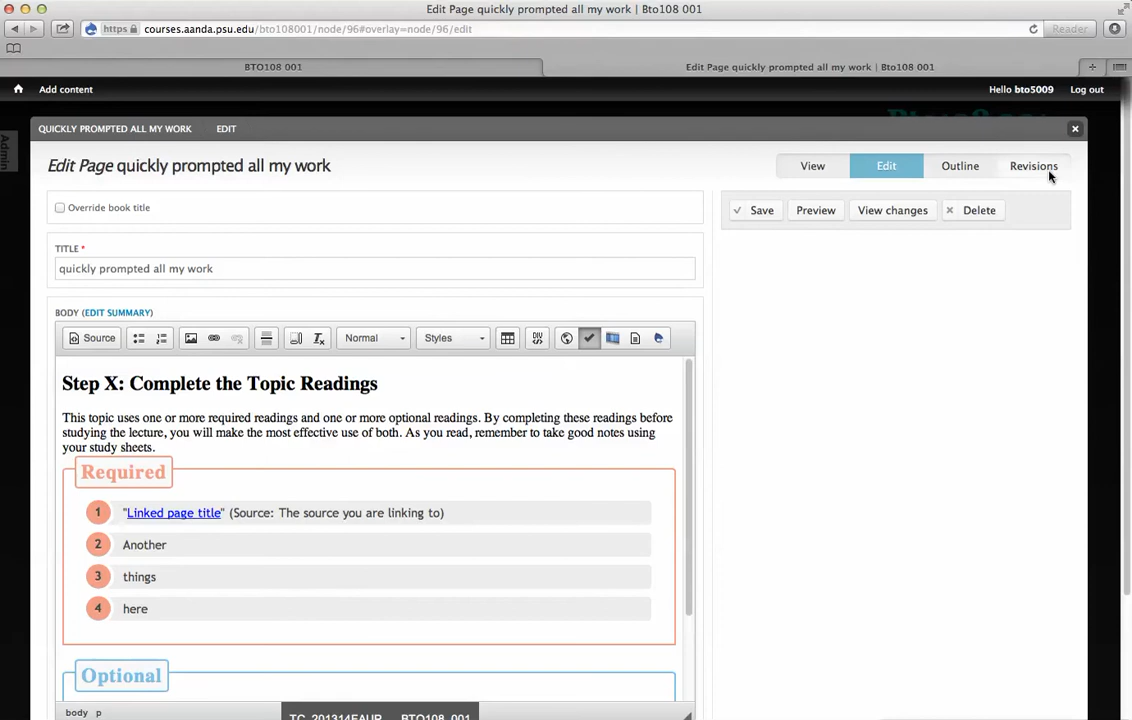 Edit Page quickly prompted all my work | Bto108 001
https courses.aanda.psu.edu/bto108001/node/96#overlay=node/96/edit
Reader
BTO108 001
Edit Page quickly prompted all my work | Bto108 001
Add content
Hello bto5009
Log out
Admin
QUICKLY PROMPTED ALL MY WORK
EDIT
Edit Page quickly prompted all my work
View
Edit
Outline
Revisions
Override book title
Save
Preview
View changes
Delete
TITLE *
quickly prompted all my work
BODY (EDIT SUMMARY)
Source
Normal
Styles
DIV
Step X: Complete the Topic Readings
This topic uses one or more required readings and one or more optional readings. By completing these readings before
studying the lecture, you will make the most effective use of both. As you read, remember to take good notes using
your study sheets.
Required
1 "Linked page title" (Source: The source you are linking to)
2 Another
3 things
4 here
Optional
body p
TC_201314FAUP___BTO108_001